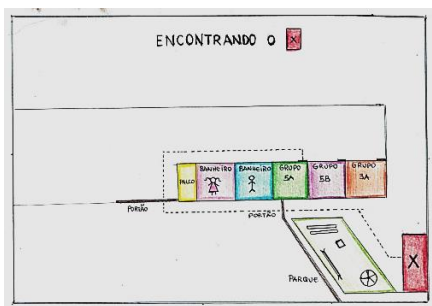 ENCONTRANDO O X
PALCO
BANHEIRO
BANHEIRO
GRUPO
5A
GRUPO
5B
GRUPO
3A
PORTÃO
PORTÃO
PARQUE
X